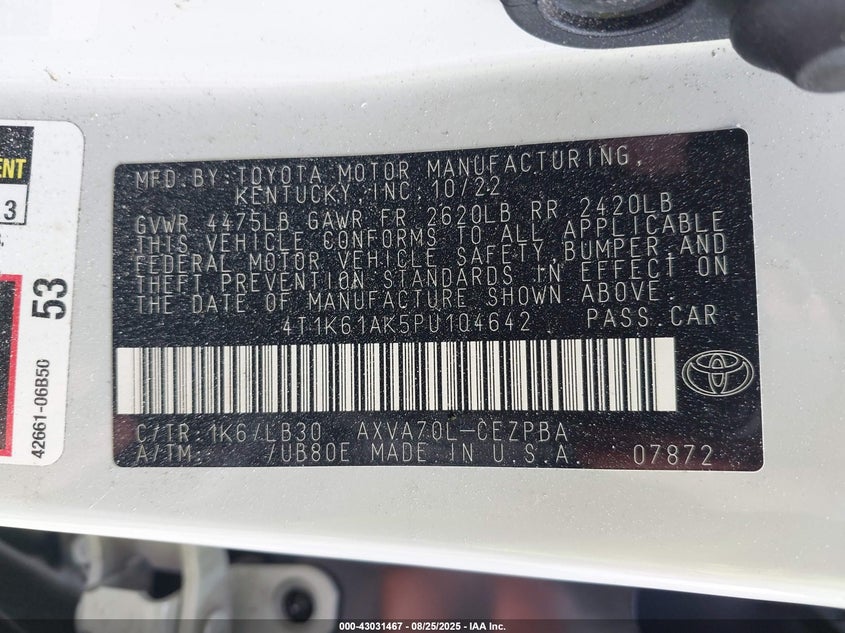 ENT
3
53
42661-06B50
MFD. BY: TOYOTA MOTOR MANUFACTURING,
KENTUCKY, INC. 10/22
GVWR 4475LB GAWR FR 2620LB RR 2420LB
THIS VEHICLE CONFORMS TO ALL APPLICABLE
FEDERAL MOTOR VEHICLE SAFETY, BUMPER, AND
THEFT PREVENTION STANDARDS IN EFFECT ON
THE DATE OF MANUFACTURE SHOWN ABOVE.
4T1K61AK5PU104642 PASS. CAR
C/TR: 1K6/LB30 AXVA70L-CEZPBA
A/TM: /UB80E MADE IN U.S.A. 07872
000-43031467 - 08/25/2025 - IAA Inc.